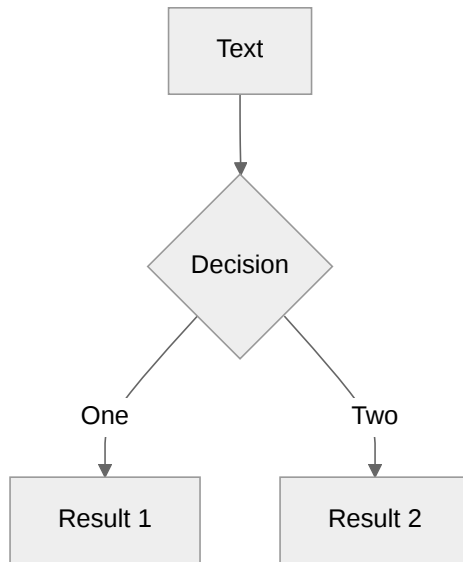 Text
Decision
One
Two
Result 1
Result 2